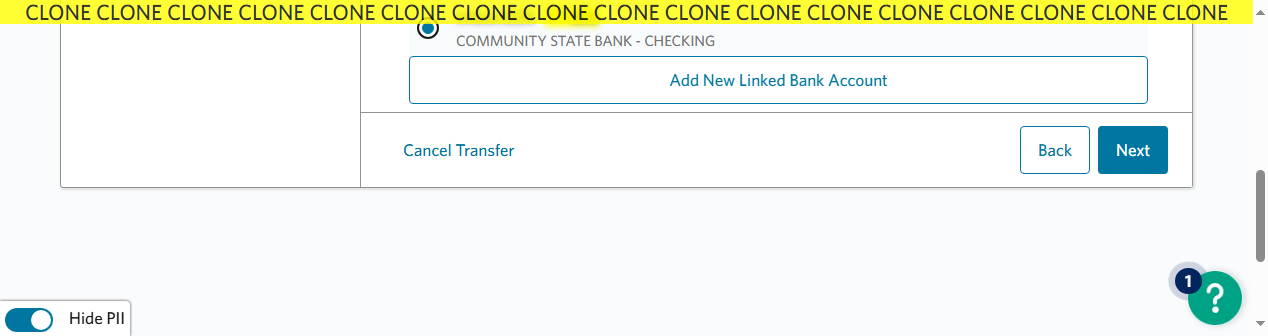 CLONE CLONE CLONE CLONE CLONE CLONE CLONE CLONE CLONE CLONE CLONE CLONE CLONE CLONE CLONE CLONE CLONE
COMMUNITY STATE BANK - CHECKING
Add New Linked Bank Account
Cancel Transfer
Back
Next
1
?
Hide PII